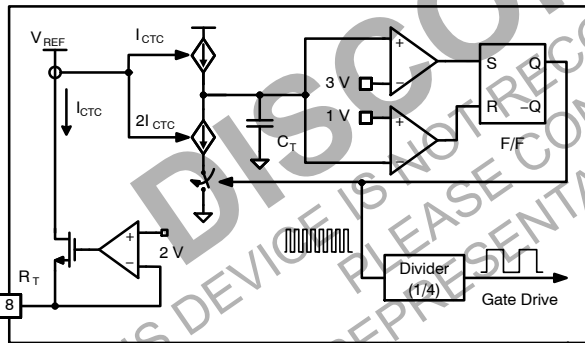 V_REF
I_CTC
I_CTC
2I_CTC
C_T
3 V
1 V
+
−
+
−
S Q
R −Q
F/F
+
−
2 V
R_T
8
Divider
(1/4)
Gate Drive
DISCO
THIS DEVICE IS NOT RECO
PLEASE CON
REPRESENTA